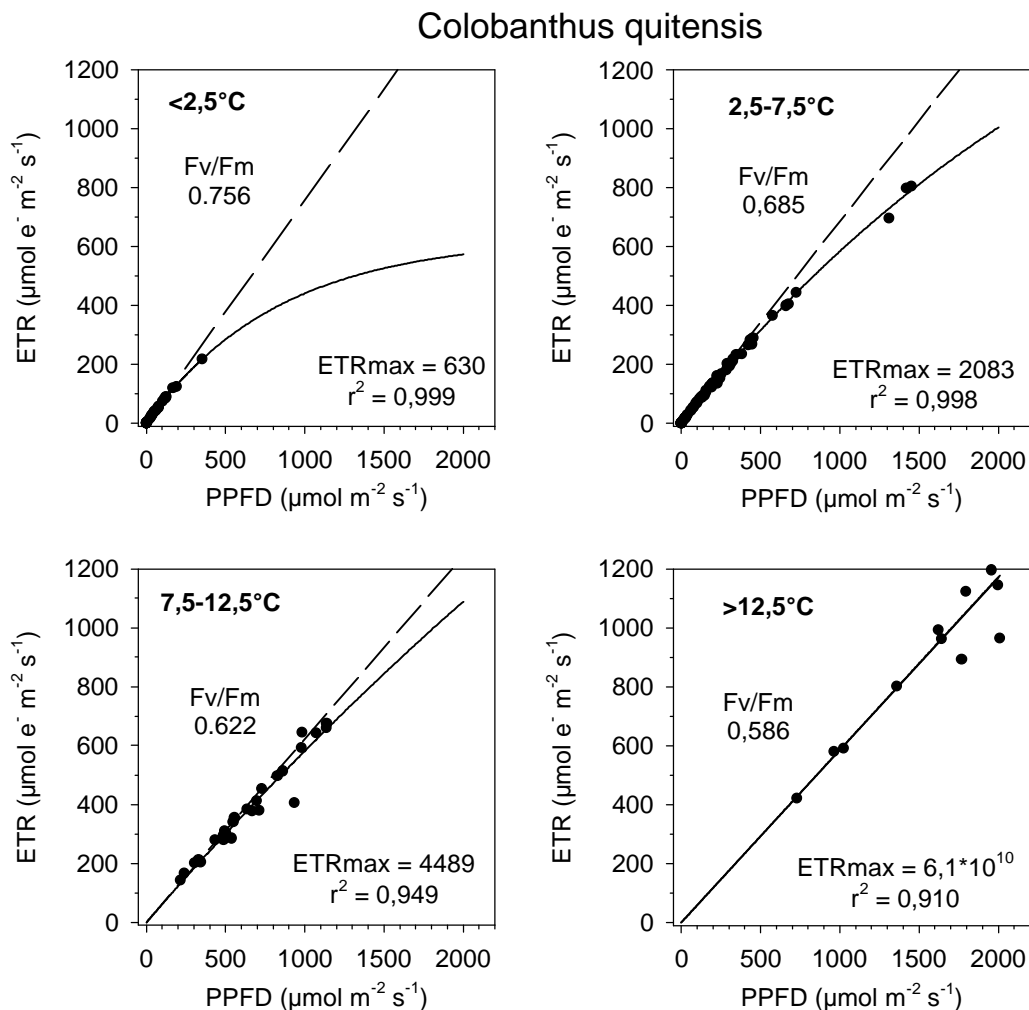 Colobanthus quitensis
1200
1000
800
600
400
200
0
ETR (µmol e⁻ m⁻² s⁻¹)
<2,5°C
Fv/Fm
0.756
ETRmax = 630
r² = 0,999
0 500 1000 1500 2000
PPFD (µmol m⁻² s⁻¹)
1200
1000
800
600
400
200
0
ETR (µmol e⁻ m⁻² s⁻¹)
2,5-7,5°C
Fv/Fm
0,685
ETRmax = 2083
r² = 0,998
0 500 1000 1500 2000
PPFD (µmol m⁻² s⁻¹)
1200
1000
800
600
400
200
0
ETR (µmol e⁻ m⁻² s⁻¹)
7,5-12,5°C
Fv/Fm
0.622
ETRmax = 4489
r² = 0,949
0 500 1000 1500 2000
PPFD (µmol m⁻² s⁻¹)
1200
1000
800
600
400
200
0
ETR (µmol e⁻ m⁻² s⁻¹)
>12,5°C
Fv/Fm
0,586
ETRmax = 6,1*10¹⁰
r² = 0,910
0 500 1000 1500 2000
PPFD (µmol m⁻² s⁻¹)